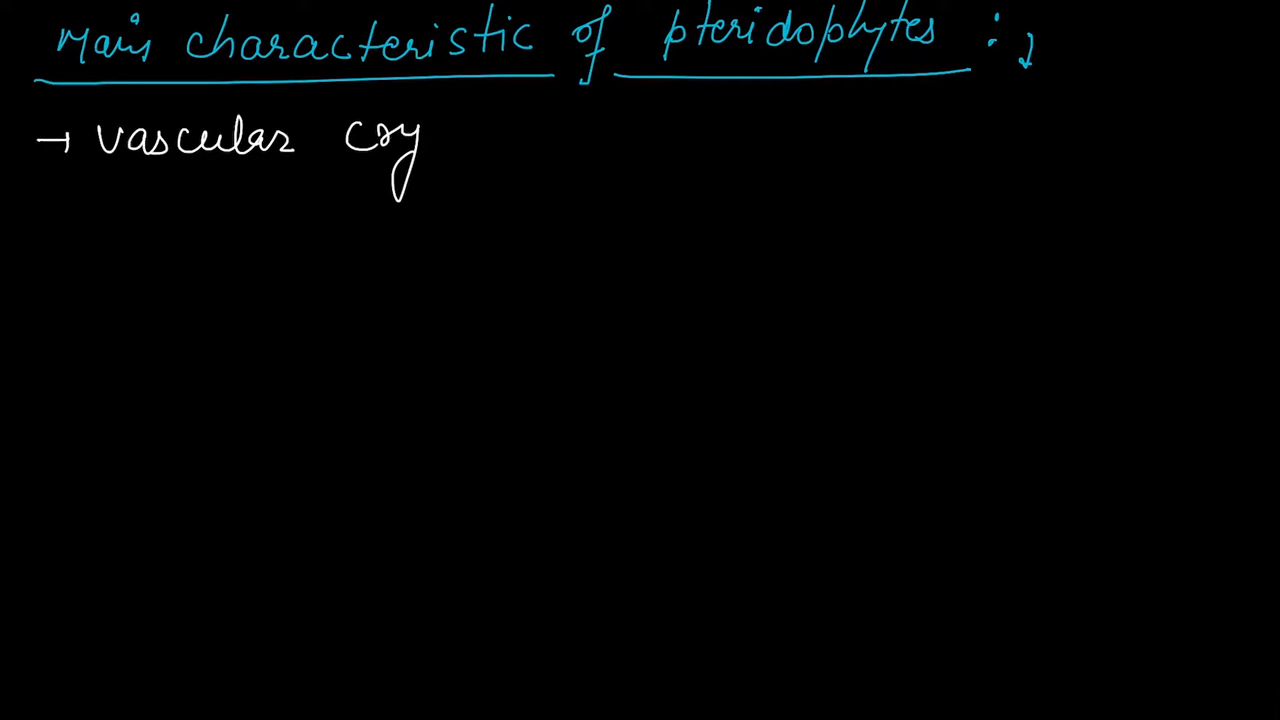 Main characteristic of pteridophytes :-
→ vascular cry